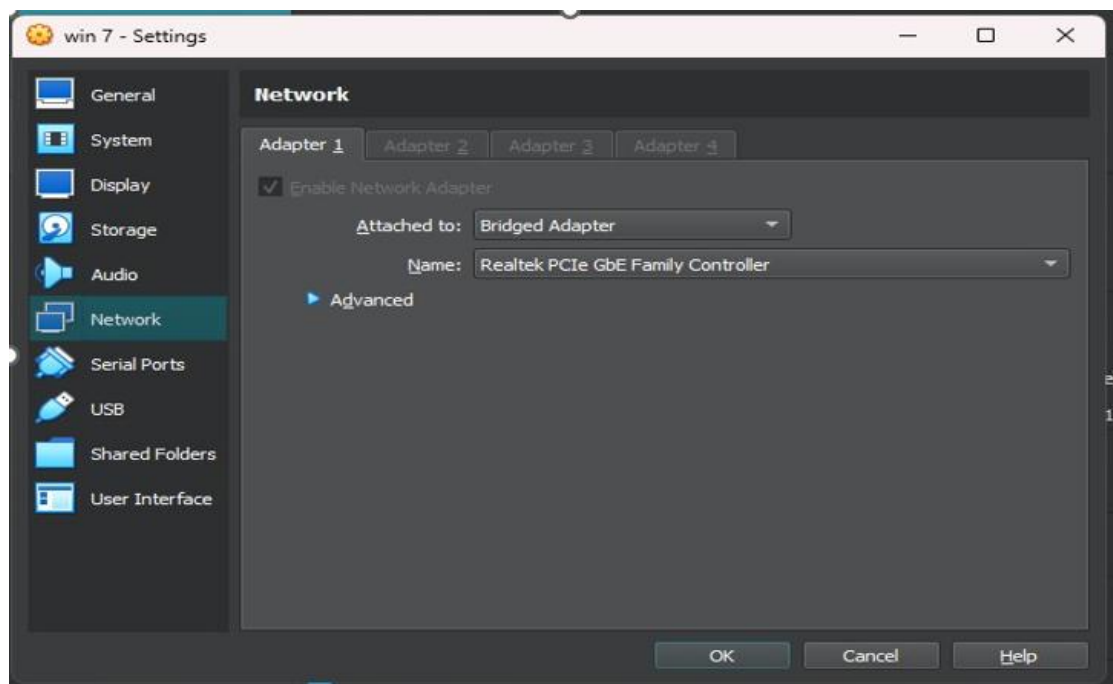 win 7 - Settings
General
System
Display
Storage
Audio
Network
Serial Ports
USB
Shared Folders
User Interface
Network
Adapter 1 Adapter 2 Adapter 3 Adapter 4
Enable Network Adapter
Attached to: Bridged Adapter
Name: Realtek PCIe GbE Family Controller
Advanced
OK Cancel Help